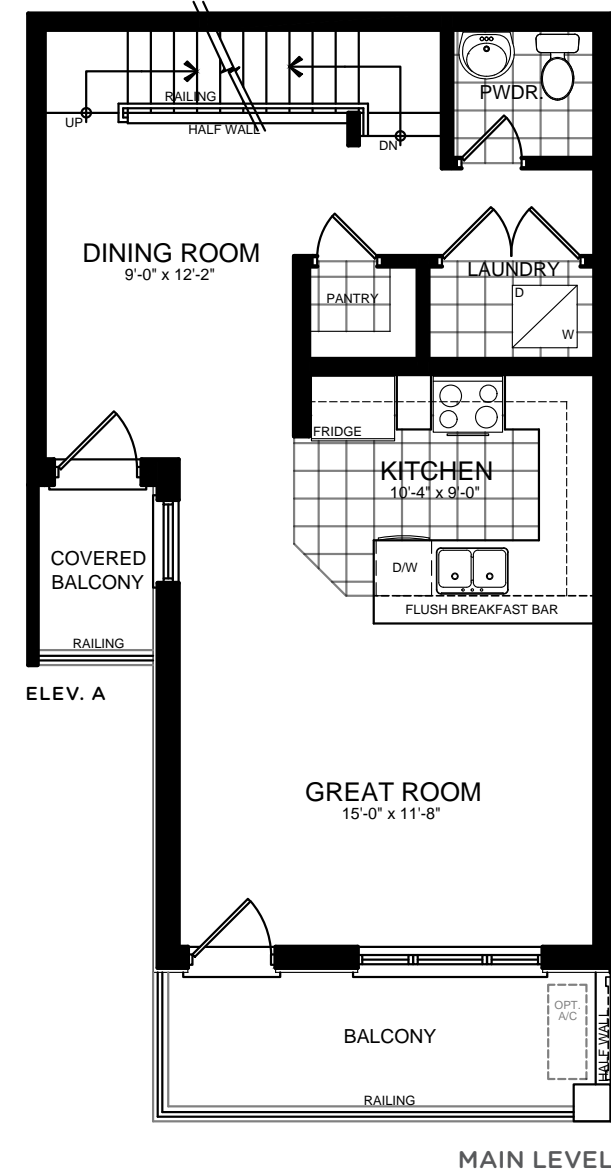 PWDR.
RAILING
UP
HALF WALL
DN
DINING ROOM
9'-0" x 12'-2"
LAUNDRY
PANTRY
D
W
FRIDGE
KITCHEN
10'-4" x 9'-0"
COVERED
BALCONY
D/W
FLUSH BREAKFAST BAR
RAILING
ELEV. A
GREAT ROOM
15'-0" x 11'-8"
OPT.
A/C
BALCONY
HALF WALL
RAILING
MAIN LEVEL